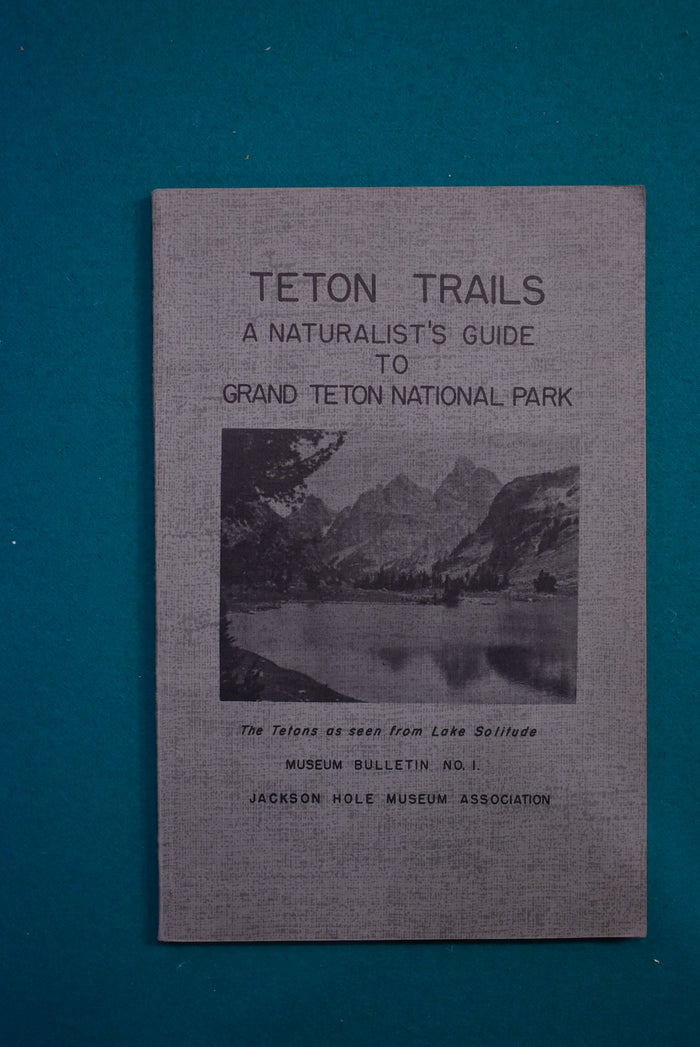 TETON TRAILS
A NATURALIST'S GUIDE
TO
GRAND TETON NATIONAL PARK
The Tetons as seen from Lake Solitude
MUSEUM BULLETIN NO. 1.
JACKSON HOLE MUSEUM ASSOCIATION